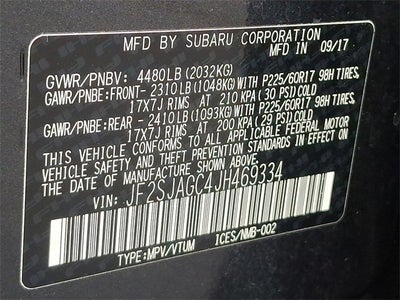 MFD BY SUBARU CORPORATION
MFD IN 09/17
GVWR/PNBV: 4480LB(2032KG)
GAWR/PNBE:FRONT- 2310LB(1048KG)WITH P225/60R17 98H TIRES,
17X7J RIMS AT 210 KPA(30 PSI)COLD
GAWR/PNBE:REAR - 2410LB(1093KG)WITH P225/60R17 98H TIRES,
17X7J RIMS AT 200 KPA(29 PSI)COLD
THIS VEHICLE CONFORMS TO ALL APPLICABLE FEDERAL MOTOR
VEHICLE SAFETY STANDARDS IN EFFECT ON
THE DATE OF MANUFACTURE SHOWN ABOVE.
VIN: JF2SJAGC4JH469334
TYPE:MPV/VTUM ICES/NMB-002